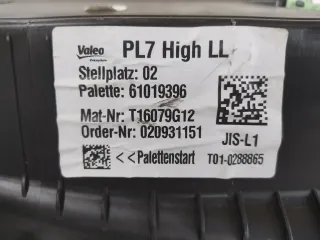 Valeo PL7 High LL
Stellplatz: 02
Palette: 61019396
Mat-Nr: T16079G12
Order-Nr: 020931151 JIS-L1
<<Palettenstart T01-0288865